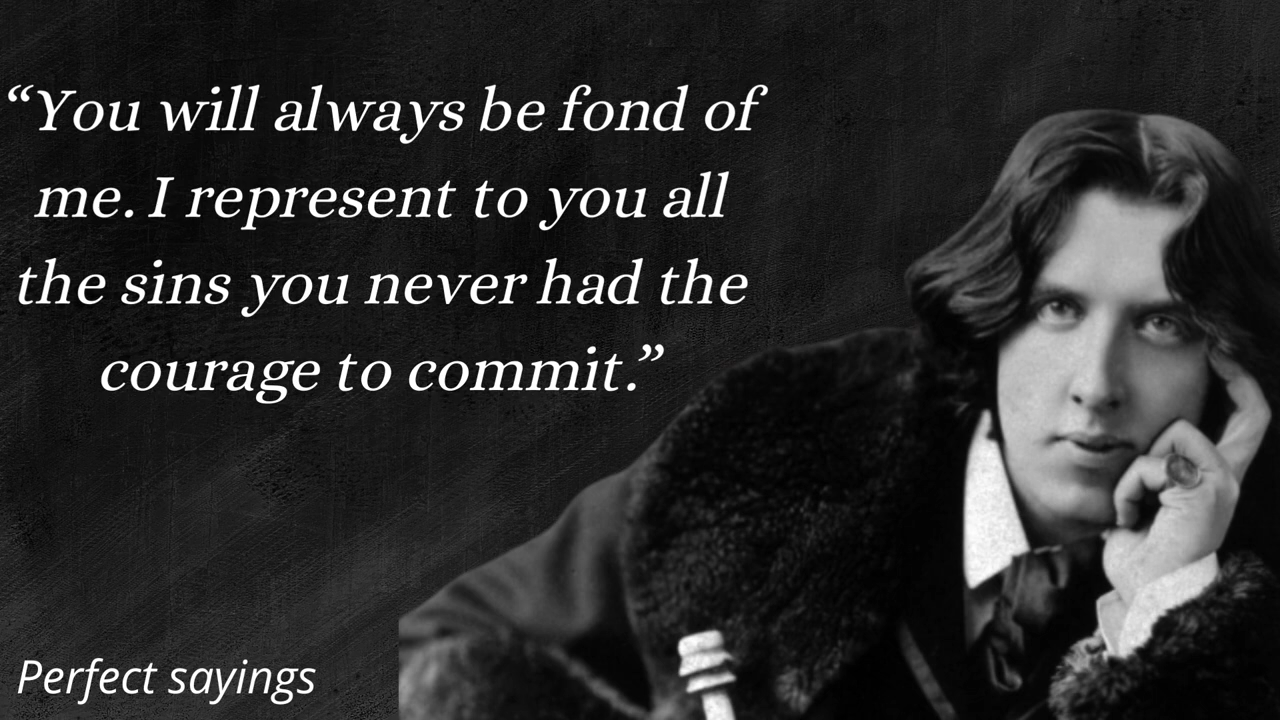 “You will always be fond of
me. I represent to you all
the sins you never had the
courage to commit.”
Perfect sayings